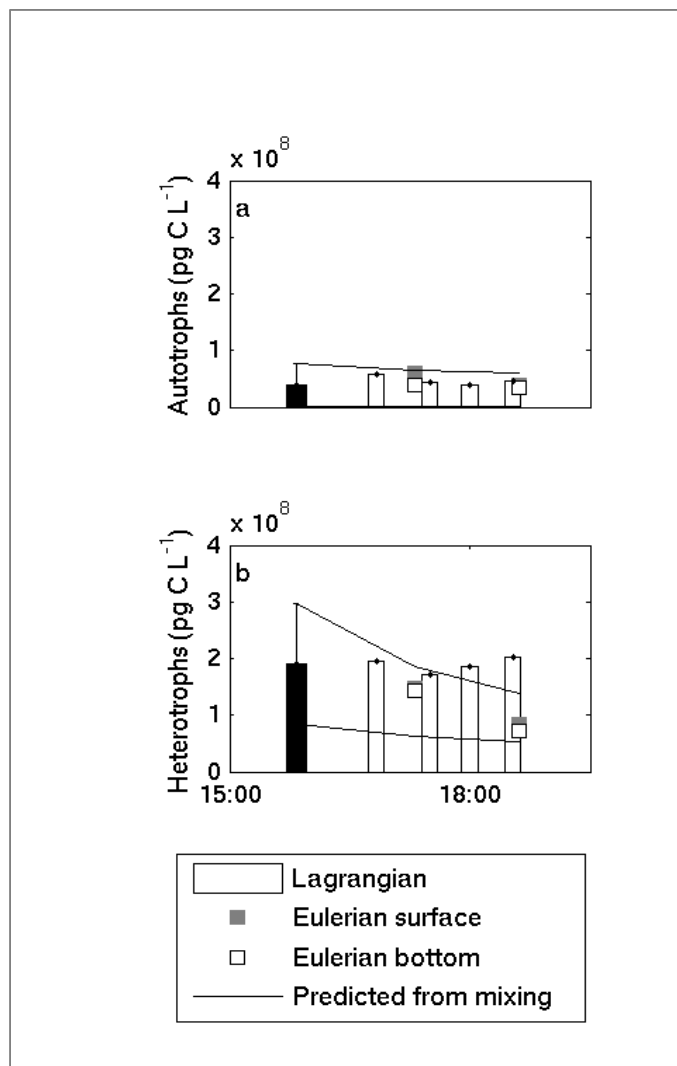 x 10^8
Autotrophs (pg C L^-1)
4
3
2
1
0
a
x 10^8
Heterotrophs (pg C L^-1)
4
3
2
1
0
b
15:00 18:00
Lagrangian
Eulerian surface
Eulerian bottom
Predicted from mixing